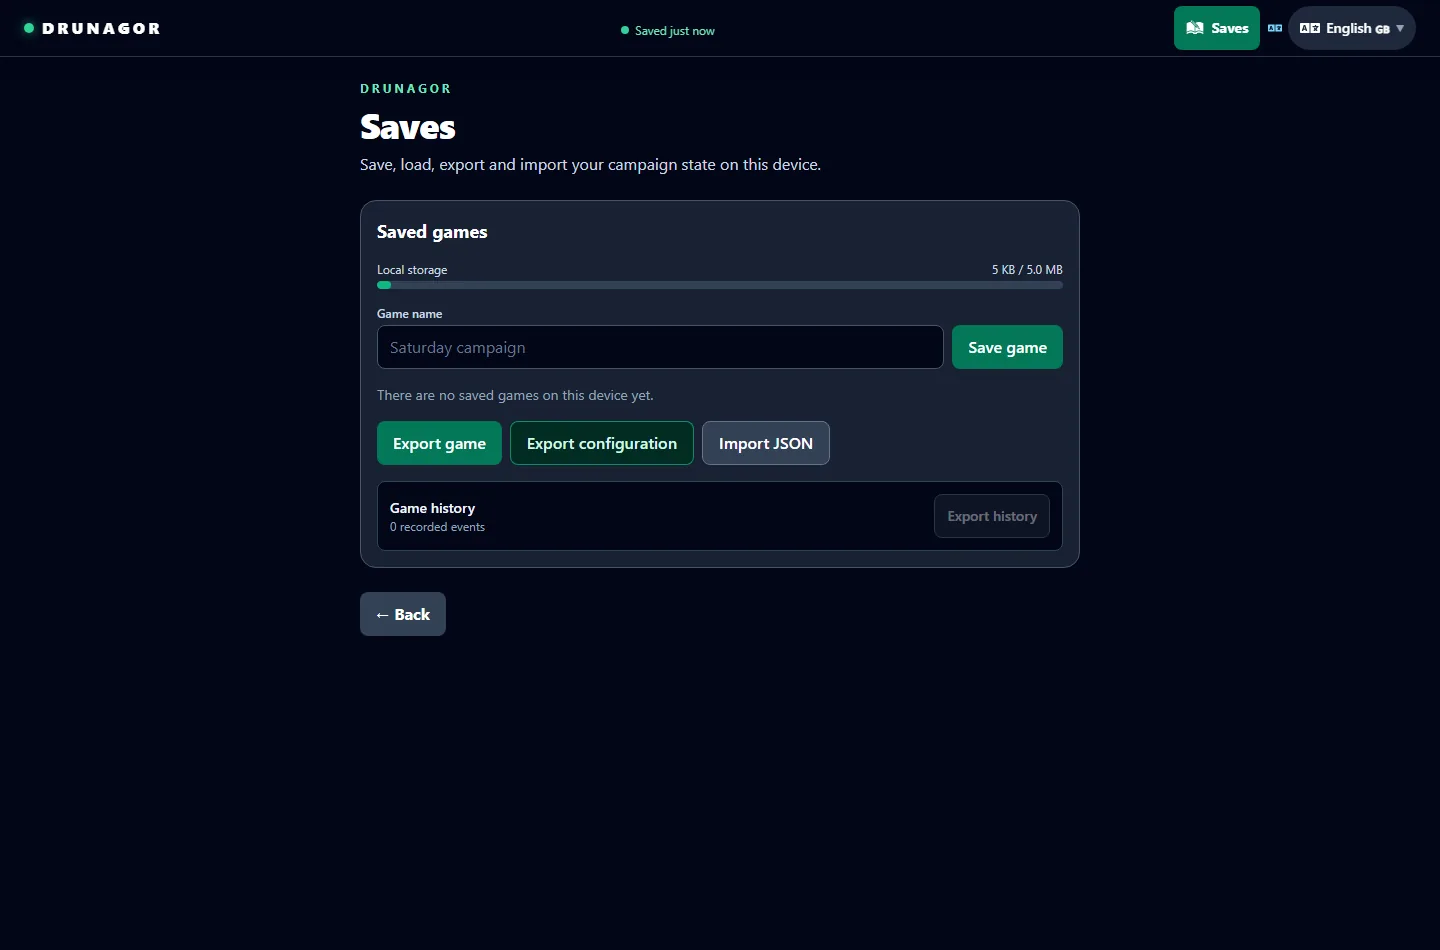 DRUNAGOR
Saved just now
Saves
English GB ▼
DRUNAGOR
Saves
Save, load, export and import your campaign state on this device.
Saved games
Local storage 5 KB / 5.0 MB
Game name
Saturday campaign
Save game
There are no saved games on this device yet.
Export game
Export configuration
Import JSON
Game history
0 recorded events
Export history
← Back